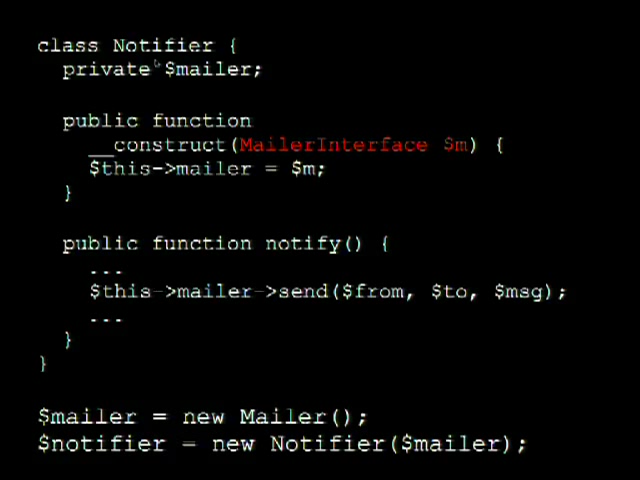 class Notifier {
private $mailer;
public function
__construct(MailerInterface $m) {
$this->mailer = $m;
}
public function notify() {
...
$this->mailer->send($from, $to, $msg);
...
}
}
$mailer = new Mailer();
$notifier = new Notifier($mailer);